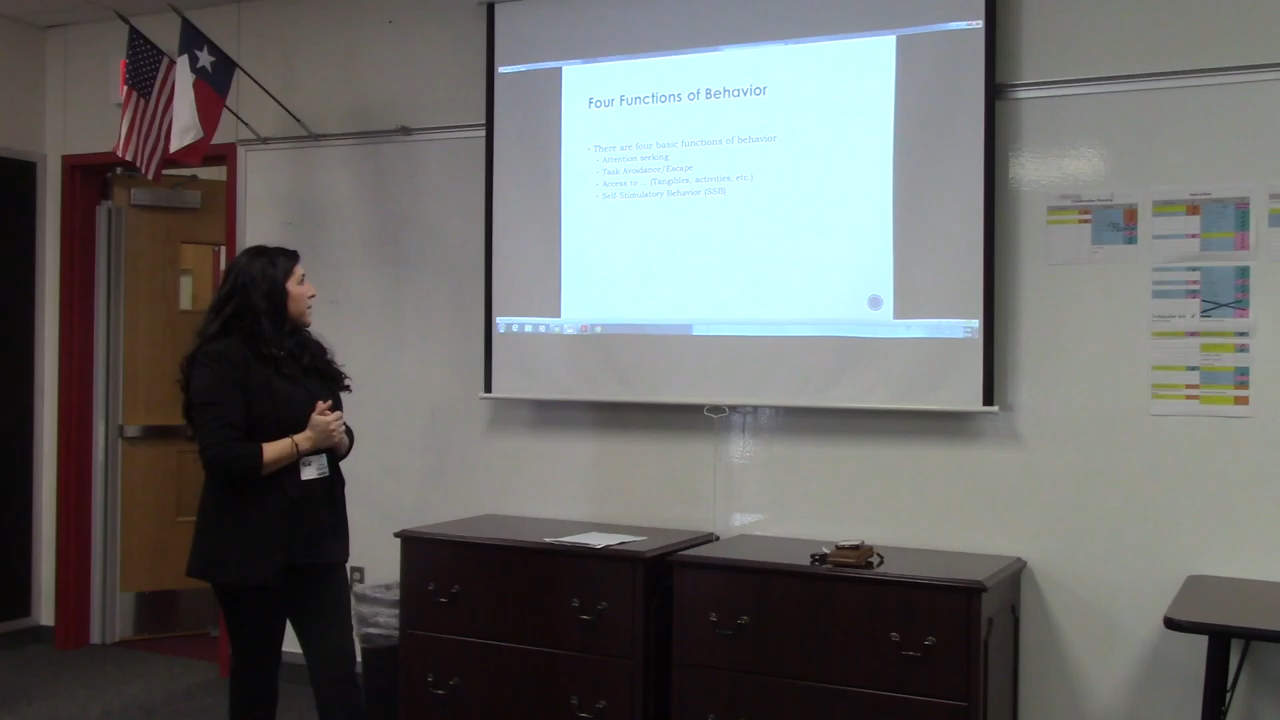 Four Functions of Behavior
There are four basic functions of behavior
- Attention seeking
- Task Avoidance/Escape
- Access to... (Tangibles, activities, etc.)
- Self-Stimulatory Behavior (SSB)